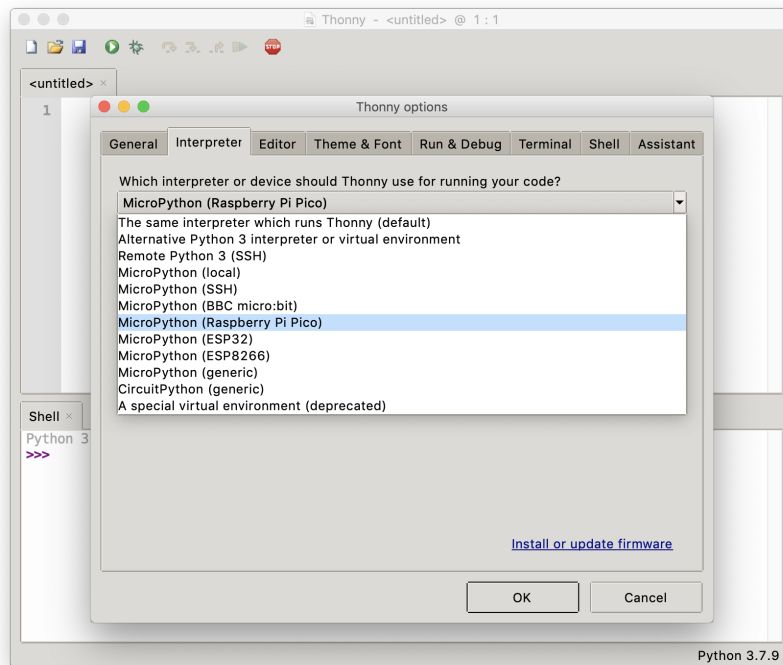 Thonny - <untitled> @ 1 : 1
STOP
<untitled> ×
1
Thonny options
General Interpreter Editor Theme & Font Run & Debug Terminal Shell Assistant
Which interpreter or device should Thonny use for running your code?
MicroPython (Raspberry Pi Pico)
The same interpreter which runs Thonny (default)
Alternative Python 3 interpreter or virtual environment
Remote Python 3 (SSH)
MicroPython (local)
MicroPython (SSH)
MicroPython (BBC micro:bit)
MicroPython (Raspberry Pi Pico)
MicroPython (ESP32)
MicroPython (ESP8266)
MicroPython (generic)
CircuitPython (generic)
A special virtual environment (deprecated)
Shell ×
Python 3
>>>
Install or update firmware
OK Cancel
Python 3.7.9